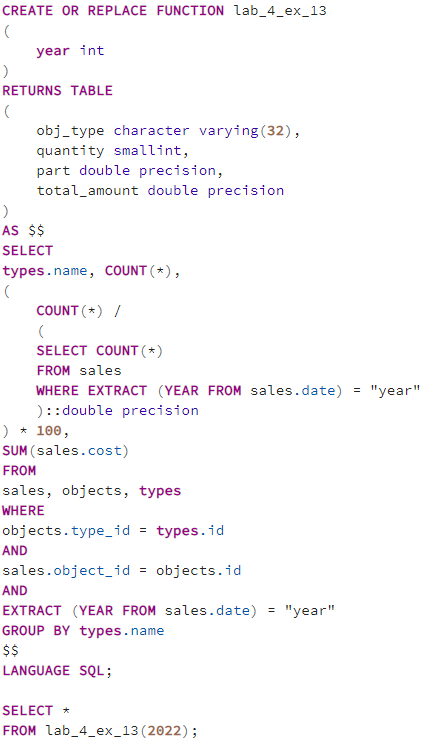 CREATE OR REPLACE FUNCTION lab_4_ex_13
(
    year int
)
RETURNS TABLE
(
    obj_type character varying(32),
    quantity smallint,
    part double precision,
    total_amount double precision
)
AS $$
SELECT
types.name, COUNT(*),
(
    COUNT(*) /
    (
    SELECT COUNT(*)
    FROM sales
    WHERE EXTRACT (YEAR FROM sales.date) = "year"
    )::double precision
) * 100,
SUM(sales.cost)
FROM
sales, objects, types
WHERE
objects.type_id = types.id
AND
sales.object_id = objects.id
AND
EXTRACT (YEAR FROM sales.date) = "year"
GROUP BY types.name
$$
LANGUAGE SQL;

SELECT *
FROM lab_4_ex_13(2022);